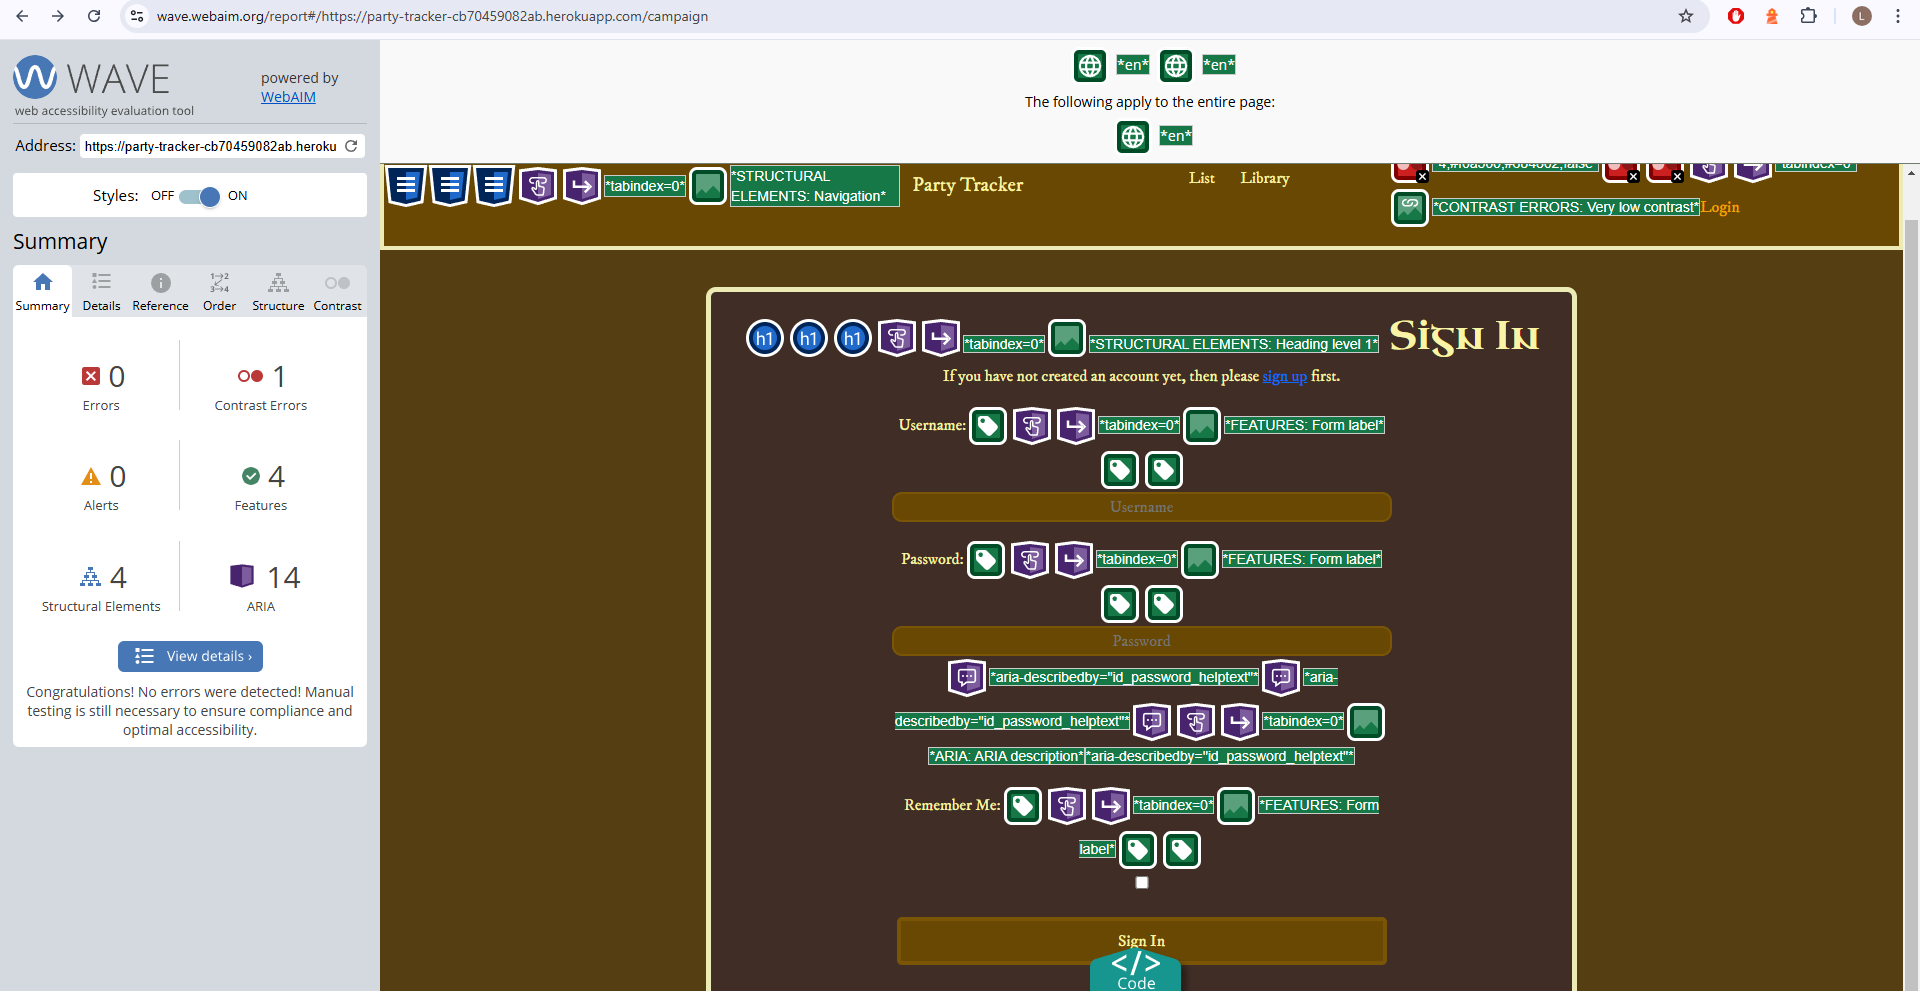 wave.webaim.org/report#/https://party-tracker-cb70459082ab.herokuapp.com/campaign
L
WAVE
web accessibility evaluation tool
powered by
WebAIM
Address: https://party-tracker-cb70459082ab.heroku
Styles: OFF ON
Summary
Summary Details Reference Order Structure Contrast
0
Errors
1
Contrast Errors
0
Alerts
4
Features
4
Structural Elements
14
ARIA
View details ›
Congratulations! No errors were detected! Manual
testing is still necessary to ensure compliance and
optimal accessibility.
*en* *en*
The following apply to the entire page:
*en*
*tabindex=0* *STRUCTURAL
ELEMENTS: Navigation*
Party Tracker
List Library
*CONTRAST ERRORS: Very low contrast*Login
h1 h1 h1 *tabindex=0* *STRUCTURAL ELEMENTS: Heading level 1* Sign In
If you have not created an account yet, then please sign up first.
Username: *tabindex=0* *FEATURES: Form label*
Username
Password: *tabindex=0* *FEATURES: Form label*
Password
*aria-describedby="id_password_helptext"* *aria-
describedby="id_password_helptext"* *tabindex=0*
*ARIA: ARIA description**aria-describedby="id_password_helptext"*
Remember Me: *tabindex=0* *FEATURES: Form
label*
Sign In
</>
Code